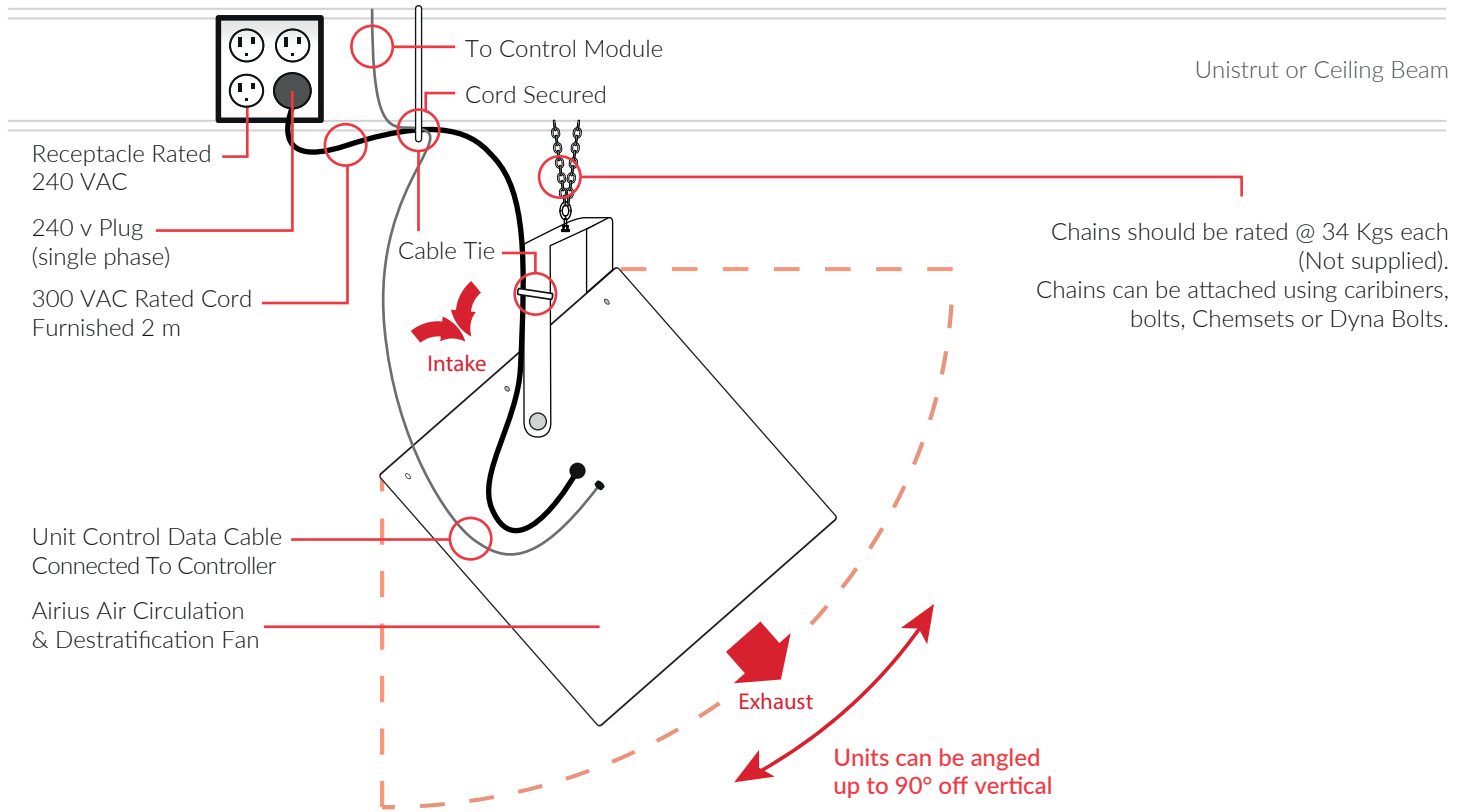 To Control Module
Cord Secured
Unistrut or Ceiling Beam
Receptacle Rated
240 VAC
240 v Plug
(single phase)
300 VAC Rated Cord
Furnished 2 m
Cable Tie
Intake
Chains should be rated @ 34 Kgs each
(Not supplied).
Chains can be attached using caribiners,
bolts, Chemsets or Dyna Bolts.
Unit Control Data Cable
Connected To Controller
Airius Air Circulation
& Destratification Fan
Exhaust
Units can be angled
up to 90° off vertical